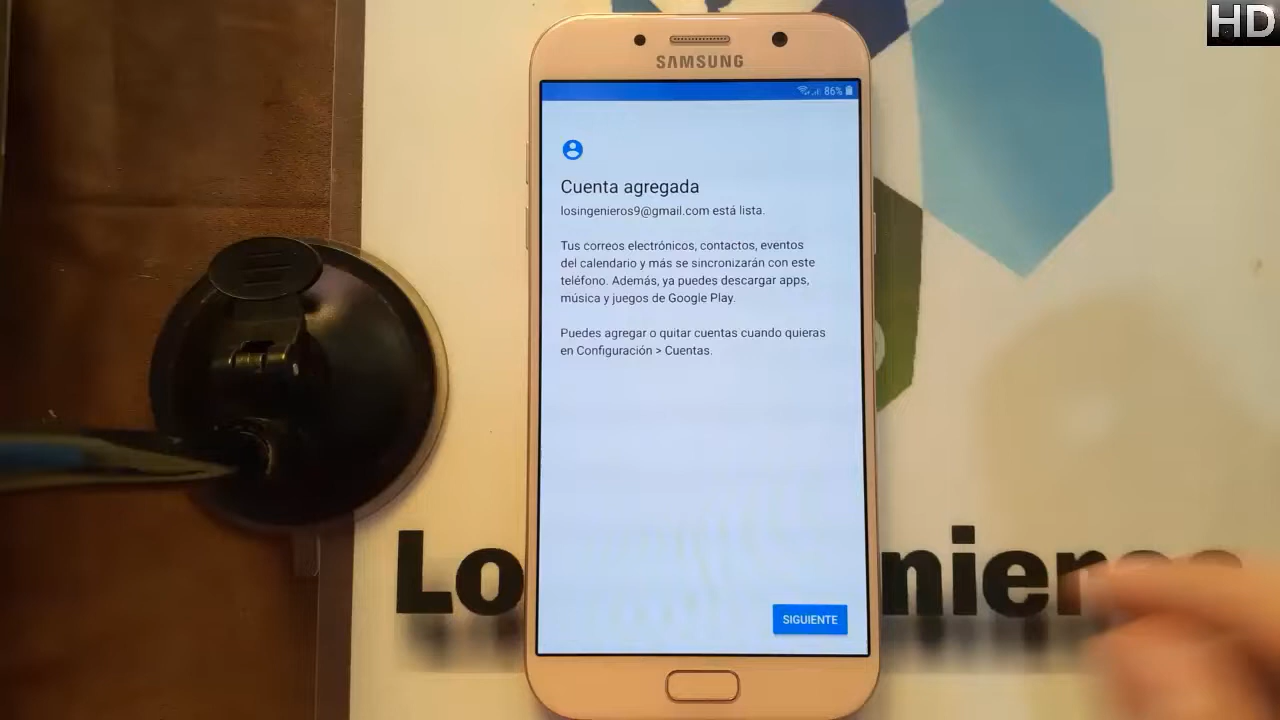 HD
SAMSUNG
86%
Cuenta agregada
losingenieros9@gmail.com está lista.
Tus correos electrónicos, contactos, eventos
del calendario y más se sincronizarán con este
teléfono. Además, ya puedes descargar apps,
música y juegos de Google Play.
Puedes agregar o quitar cuentas cuando quieras
en Configuración > Cuentas.
SIGUIENTE
Lo nieros